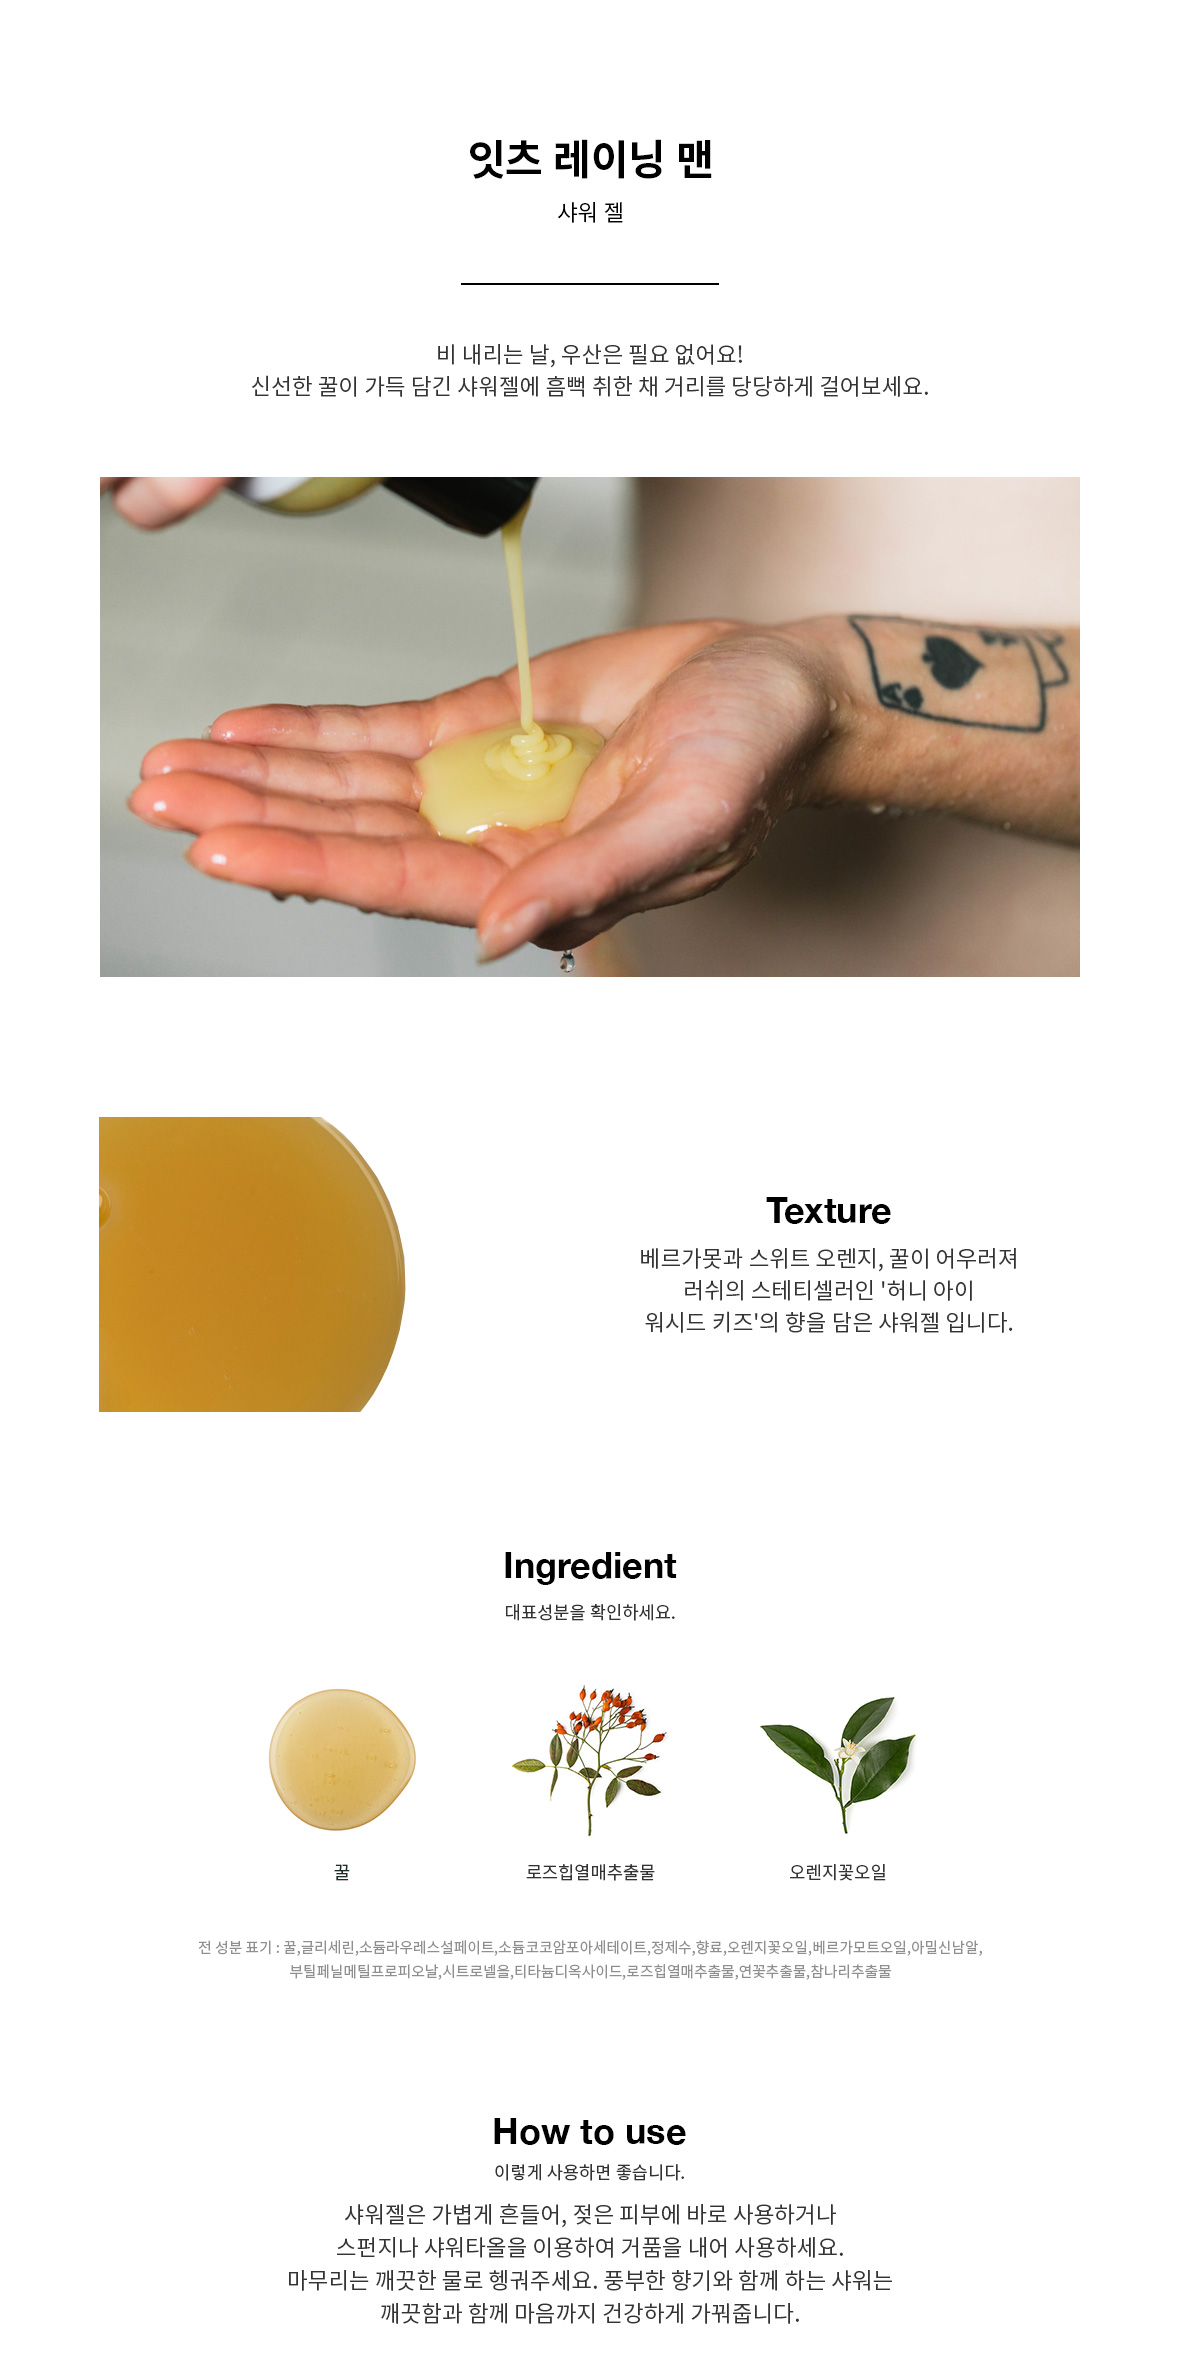 잇츠 레이닝 맨
샤워 젤
비 내리는 날, 우산은 필요 없어요!
신선한 꿀이 가득 담긴 샤워젤에 흠뻑 취한 채 거리를 당당하게 걸어보세요.
Texture
베르가못과 스위트 오렌지, 꿀이 어우러져
러쉬의 스테티셀러인 '허니 아이
워시드 키즈'의 향을 담은 샤워젤 입니다.
Ingredient
대표성분을 확인하세요.
꿀
로즈힙열매추출물
오렌지꽃오일
전 성분 표기 : 꿀,글리세린,소듐라우레스설페이트,소듐코코암포아세테이트,정제수,향료,오렌지꽃오일,베르가모트오일,아밀신남알,
부틸페닐메틸프로피오날,시트로넬올,티타늄디옥사이드,로즈힙열매추출물,연꽃추출물,참나리추출물
How to use
이렇게 사용하면 좋습니다.
샤워젤은 가볍게 흔들어, 젖은 피부에 바로 사용하거나
스펀지나 샤워타올을 이용하여 거품을 내어 사용하세요.
마무리는 깨끗한 물로 헹궈주세요. 풍부한 향기와 함께 하는 샤워는
깨끗함과 함께 마음까지 건강하게 가꿔줍니다.